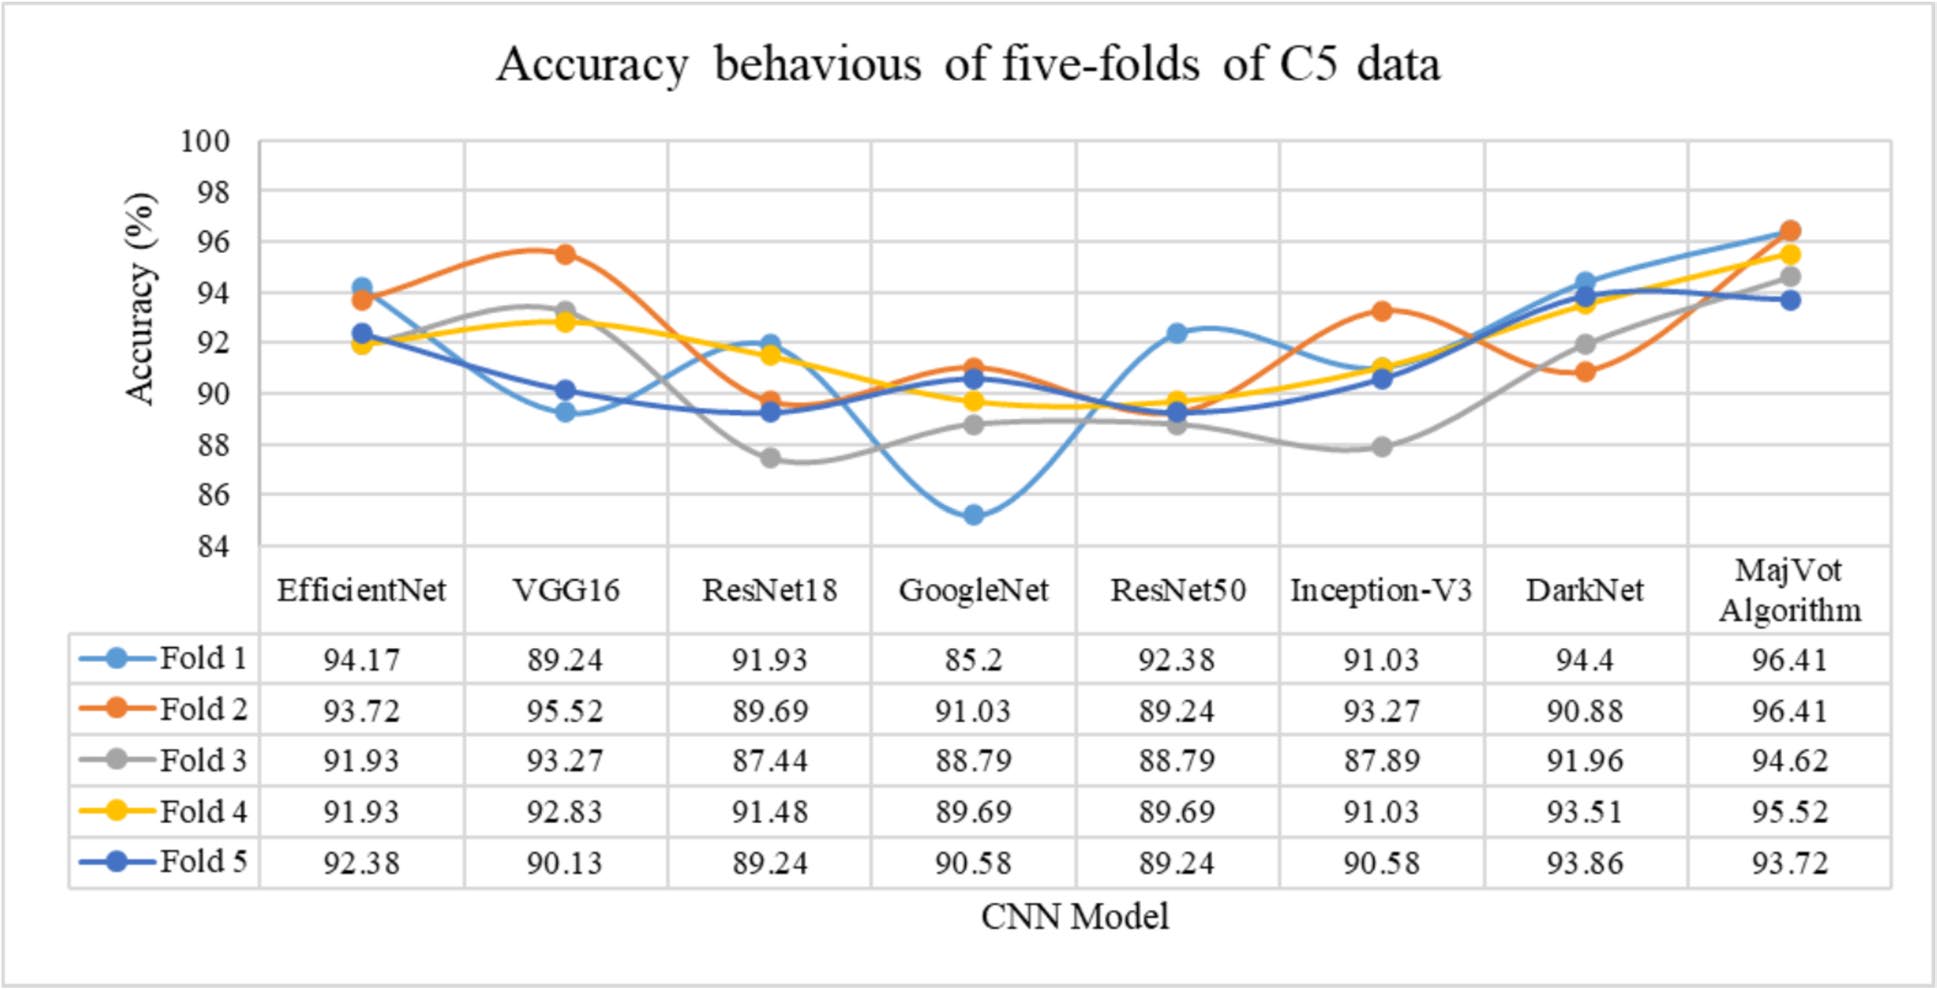 Accuracy behavious of five-folds of C5 data
100
98
96
94
92
90
88
86
84
Accuracy (%)
EfficientNet VGG16 ResNet18 GoogleNet ResNet50 Inception-V3 DarkNet MajVot Algorithm
Fold 1 94.17 89.24 91.93 85.2 92.38 91.03 94.4 96.41
Fold 2 93.72 95.52 89.69 91.03 89.24 93.27 90.88 96.41
Fold 3 91.93 93.27 87.44 88.79 88.79 87.89 91.96 94.62
Fold 4 91.93 92.83 91.48 89.69 89.69 91.03 93.51 95.52
Fold 5 92.38 90.13 89.24 90.58 89.24 90.58 93.86 93.72
CNN Model